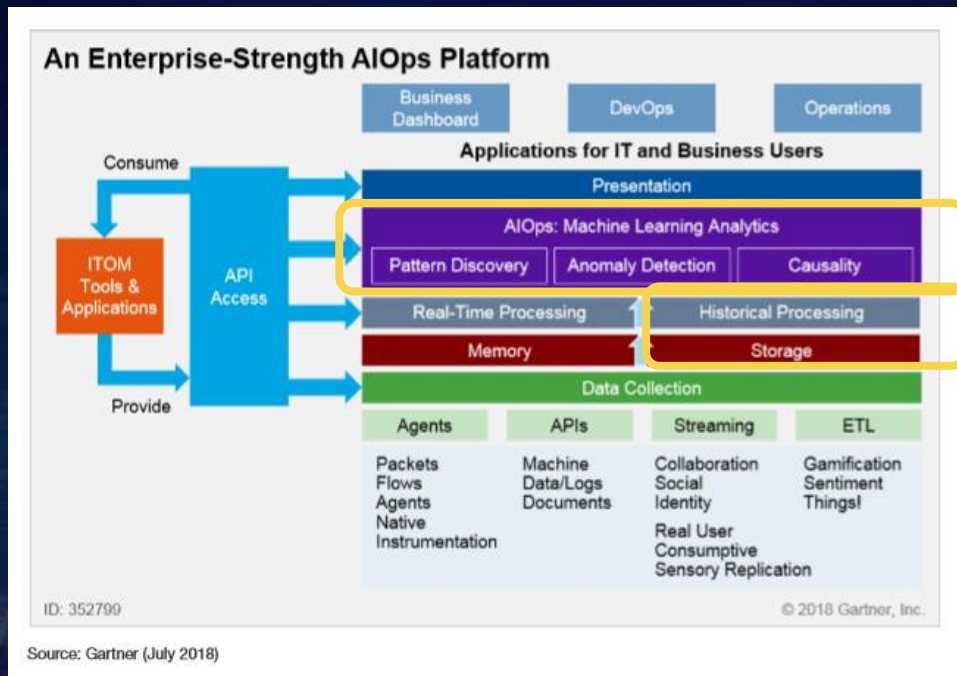 An Enterprise-Strength AIOps Platform
Business
Dashboard
DevOps
Operations
Applications for IT and Business Users
Consume
Presentation
AIOps: Machine Learning Analytics
Pattern Discovery
Anomaly Detection
Causality
ITOM
Tools &
Applications
API
Access
Real-Time Processing
Historical Processing
Memory
Storage
Provide
Data Collection
Agents
APIs
Streaming
ETL
Packets
Flows
Agents
Native
Instrumentation
Machine
Data/Logs
Documents
Collaboration
Social
Identity
Real User
Consumptive
Sensory Replication
Gamification
Sentiment
Things!
ID: 352799
© 2018 Gartner, Inc.
Source: Gartner (July 2018)